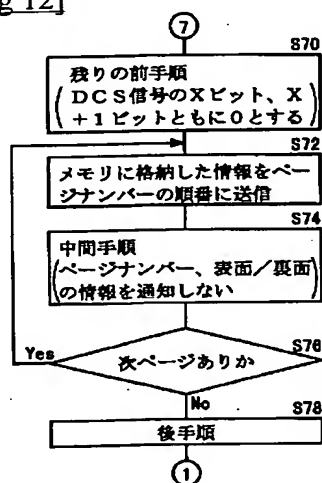 g 12]
7
S70
残りの前手順
(DCS信号のXビット、X
+1ビットともに0とする)
S72
メモリに格納した情報をペー
ジナンバーの順番に送信
S74
中間手順
(ページナンバー、表面/裏面
の情報を通知しない)
S76
Yes
次ページありか
No
S78
後手順
1